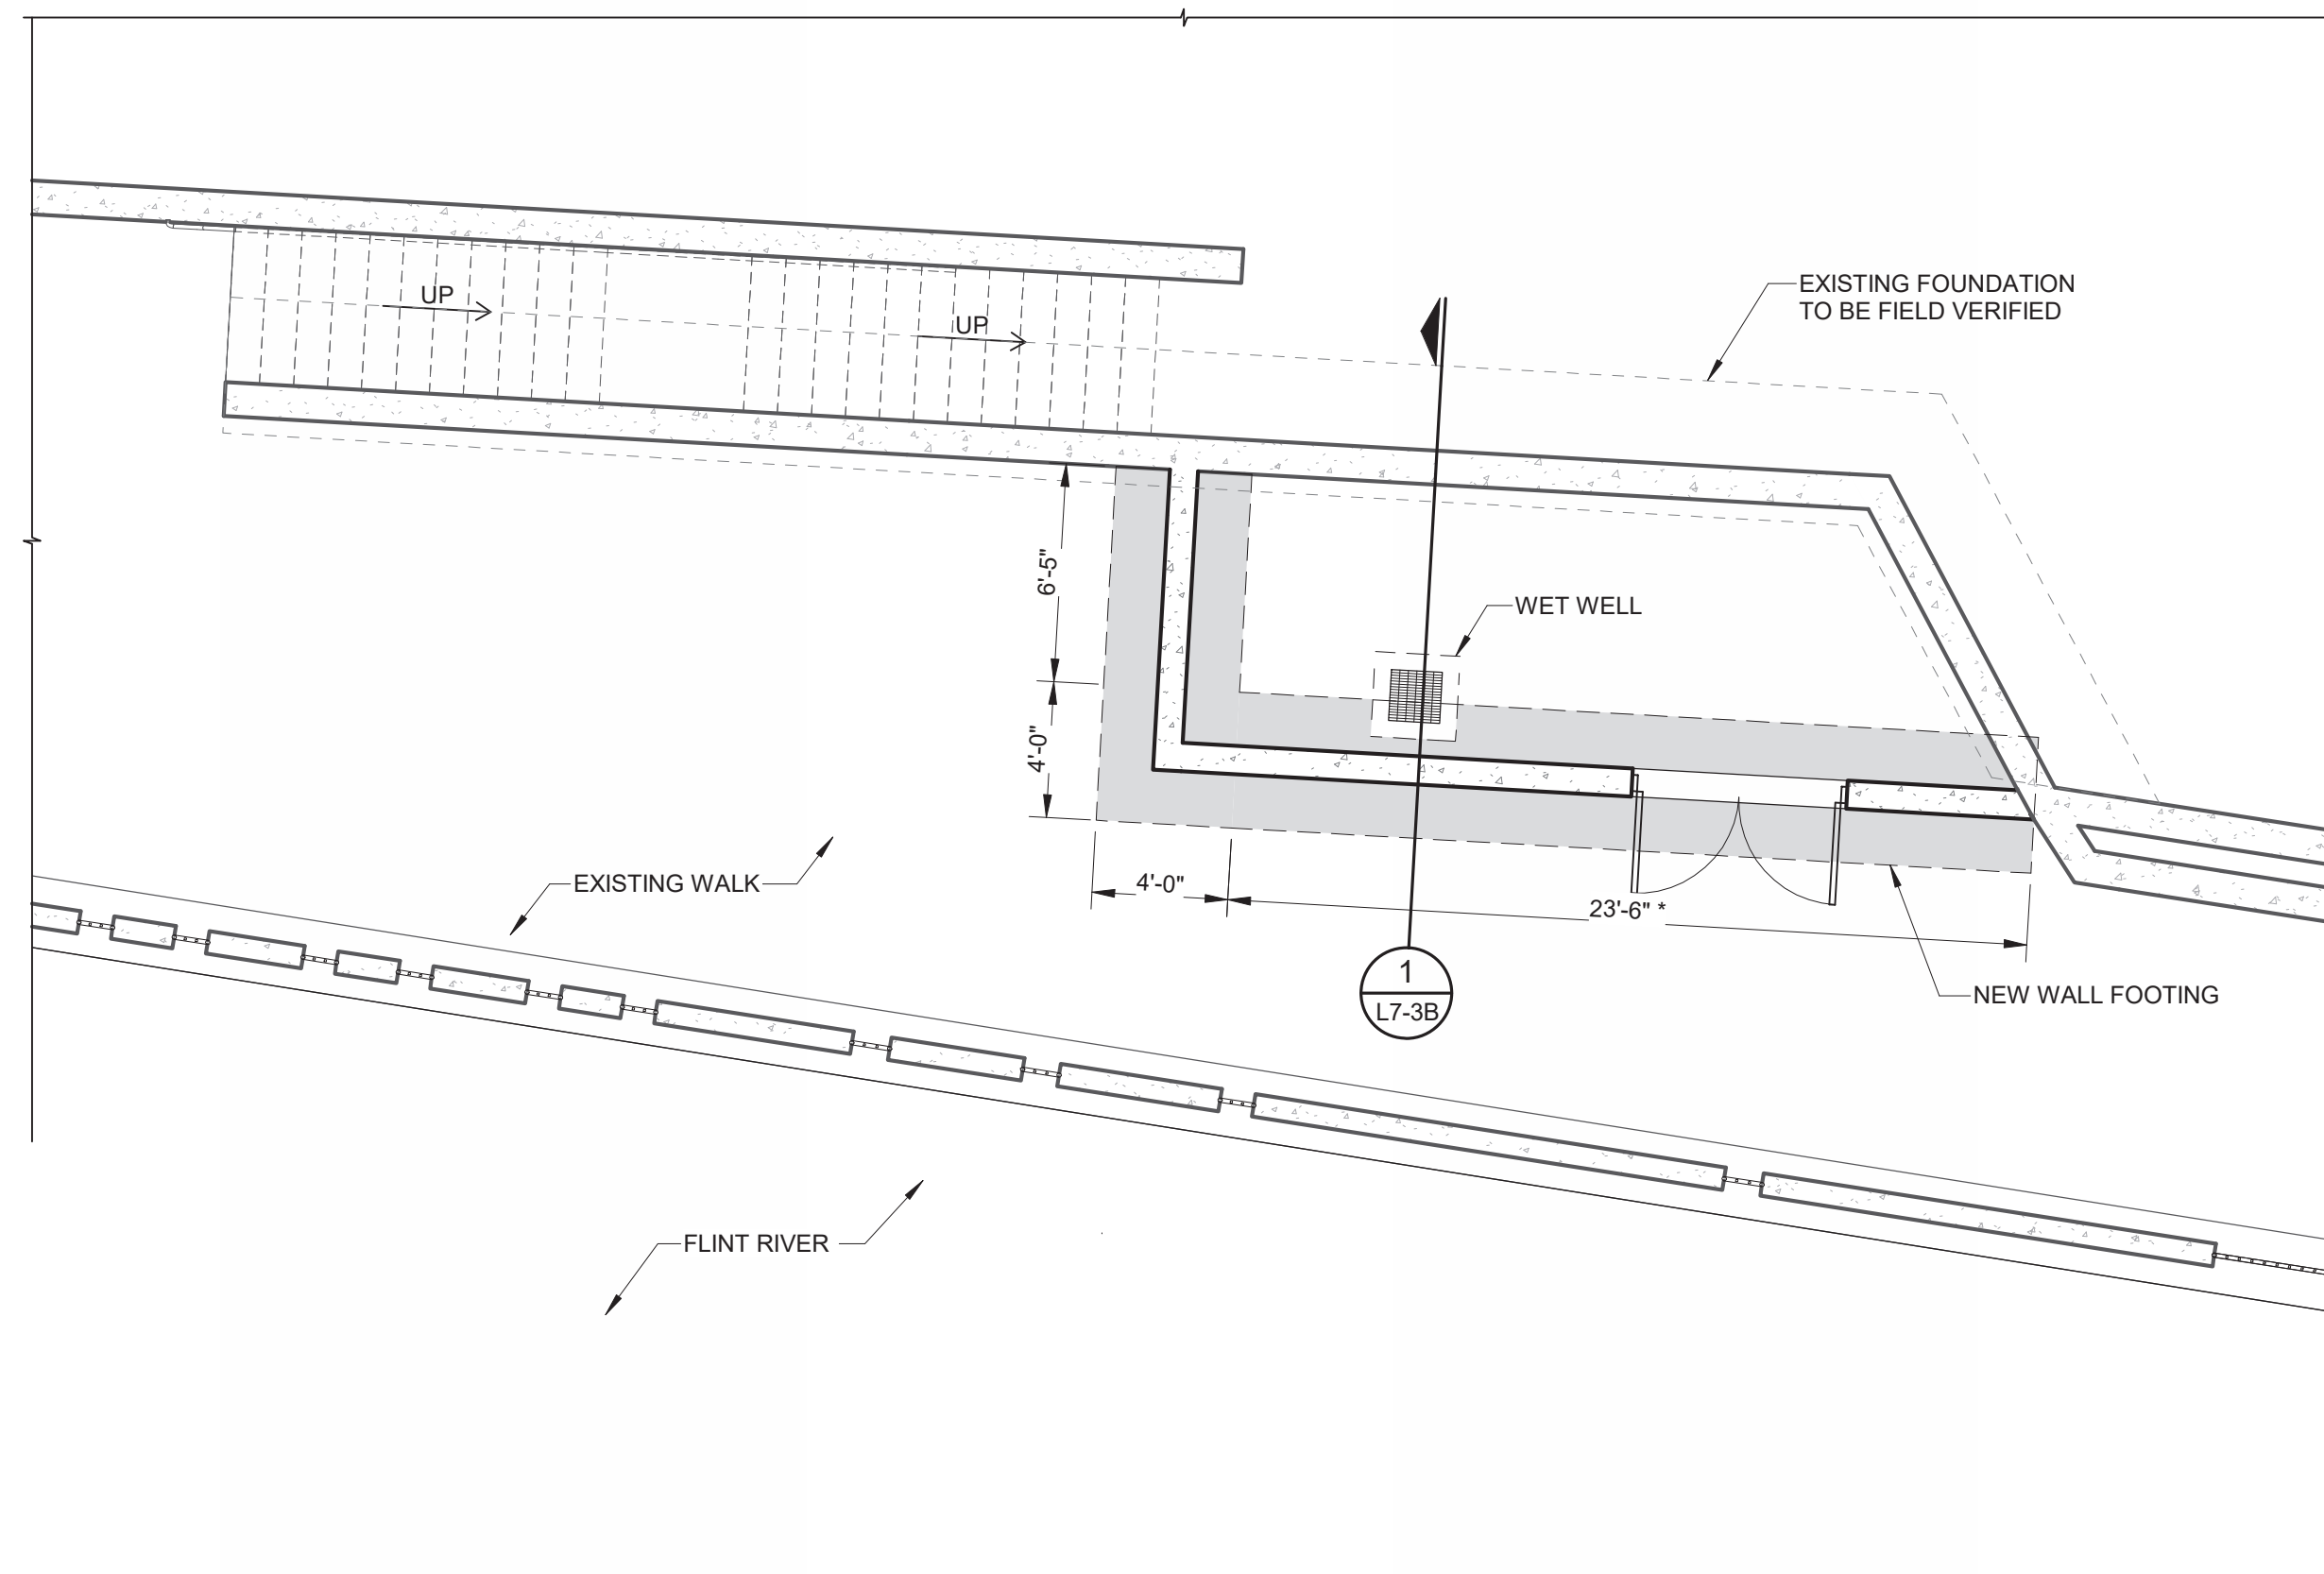 EXISTING FOUNDATION
TO BE FIELD VERIFIED
UP
UP
6'-5"
WET WELL
4'-0"
EXISTING WALK
4'-0"
23'-6" *
1
L7-3B
NEW WALL FOOTING
FLINT RIVER